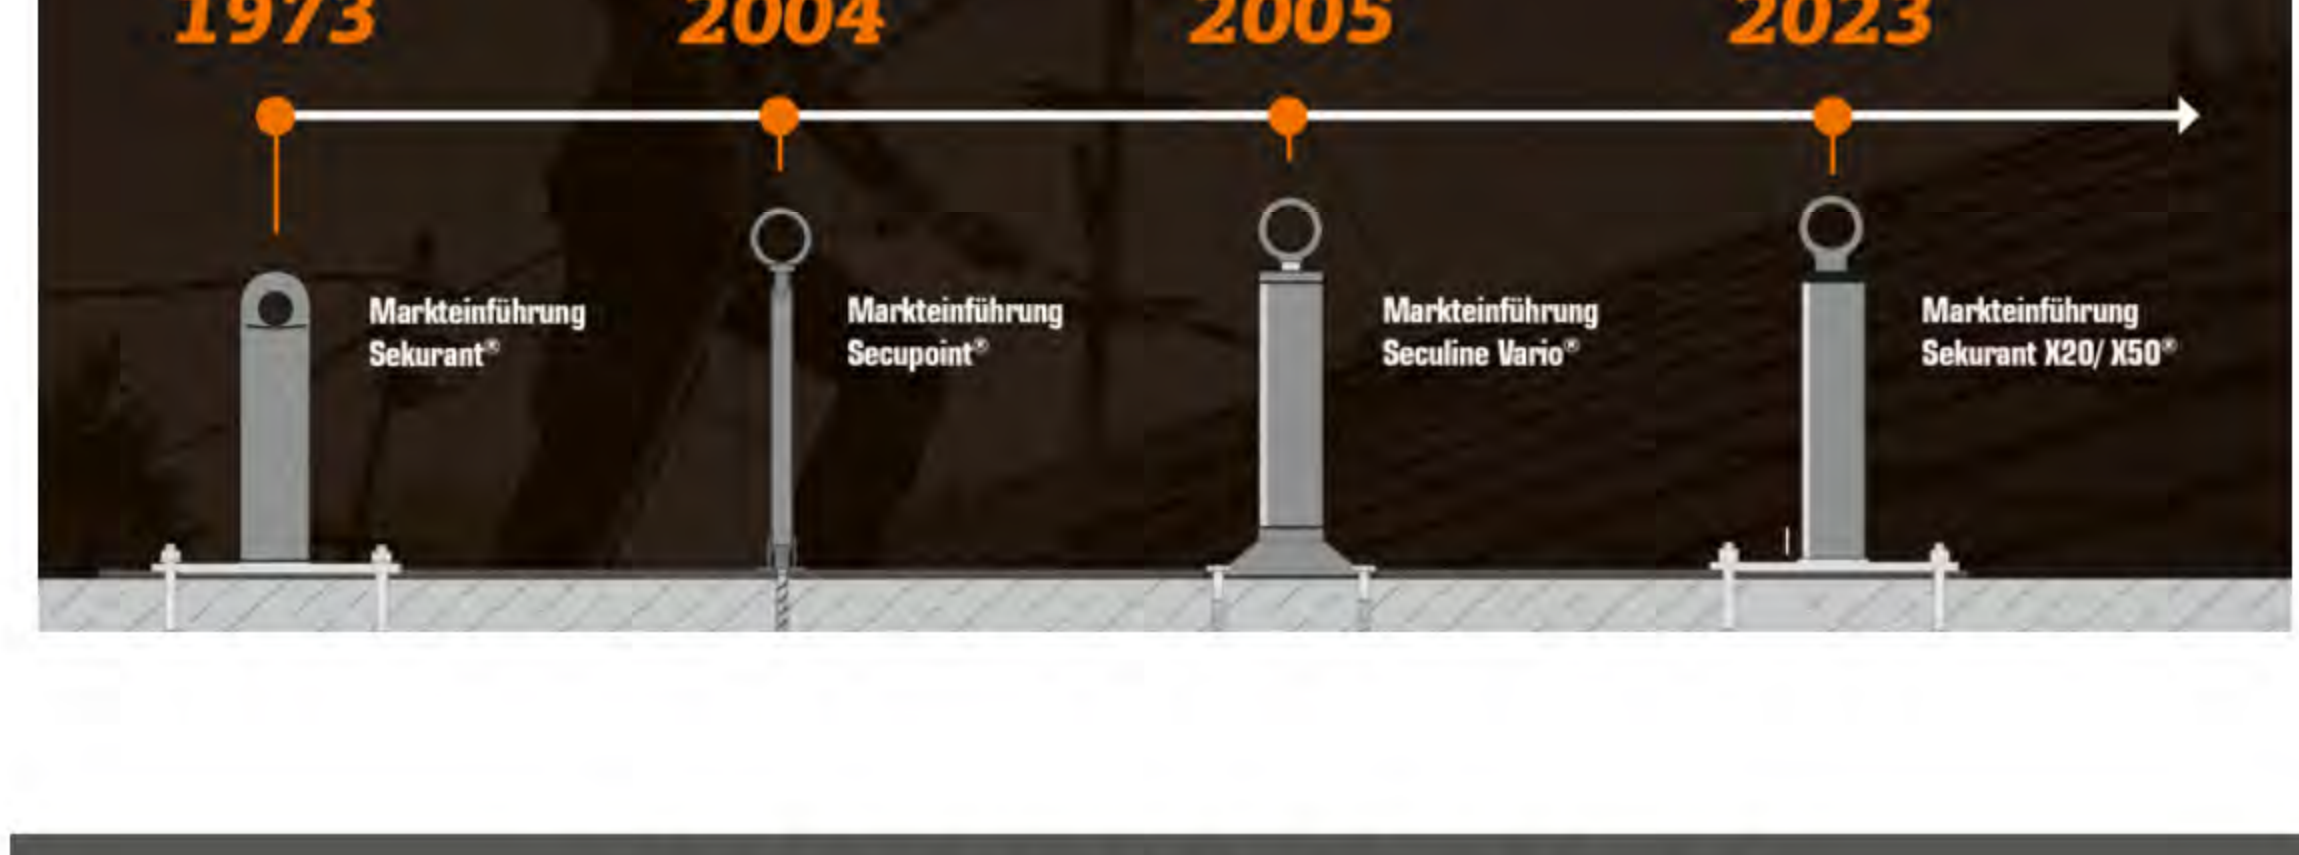 1973 2004 2005 2023
Markteinführung
Sekurant®
Markteinführung
Secupoint®
Markteinführung
Seculine Vario®
Markteinführung
Sekurant X20/ X50®